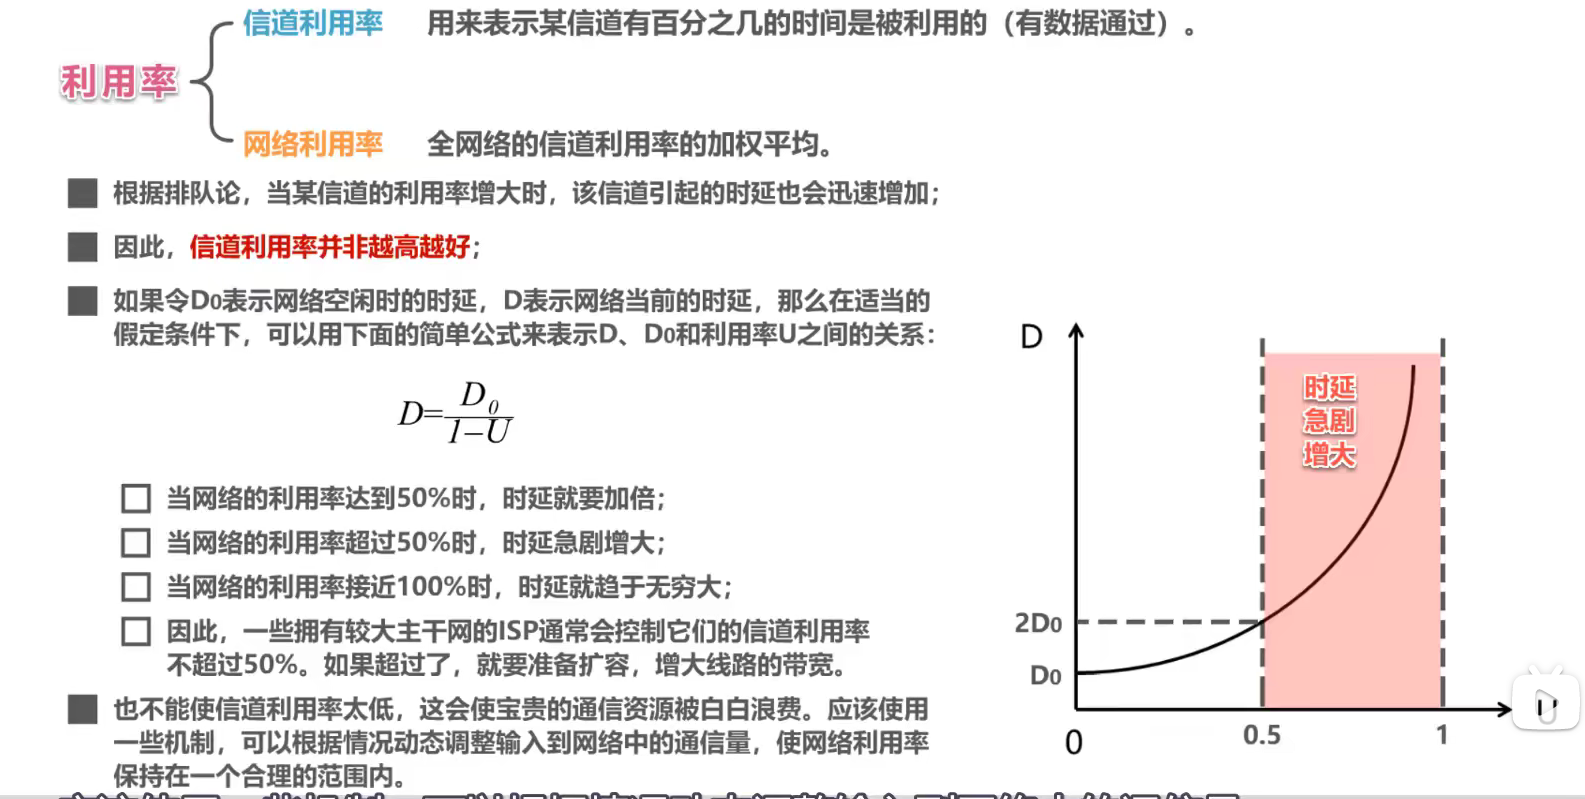 信道利用率 用来表示某信道有百分之几的时间是被利用的（有数据通过）。
利用率
网络利用率 全网络的信道利用率的加权平均。
根据排队论，当某信道的利用率增大时，该信道引起的时延也会迅速增加；
因此，信道利用率并非越高越好；
如果令D0表示网络空闲时的时延，D表示网络当前的时延，那么在适当的
假定条件下，可以用下面的简单公式来表示D、D0和利用率U之间的关系：
D=D0/1-U
当网络的利用率达到50%时，时延就要加倍；
当网络的利用率超过50%时，时延急剧增大；
当网络的利用率接近100%时，时延就趋于无穷大；
因此，一些拥有较大主干网的ISP通常会控制它们的信道利用率
不超过50%。如果超过了，就要准备扩容，增大线路的带宽。
也不能使信道利用率太低，这会使宝贵的通信资源被白白浪费。应该使用
一些机制，可以根据情况动态调整输入到网络中的通信量，使网络利用率
保持在一个合理的范围内。
D
时延
急剧
增大
2D0
D0
0
0.5
1